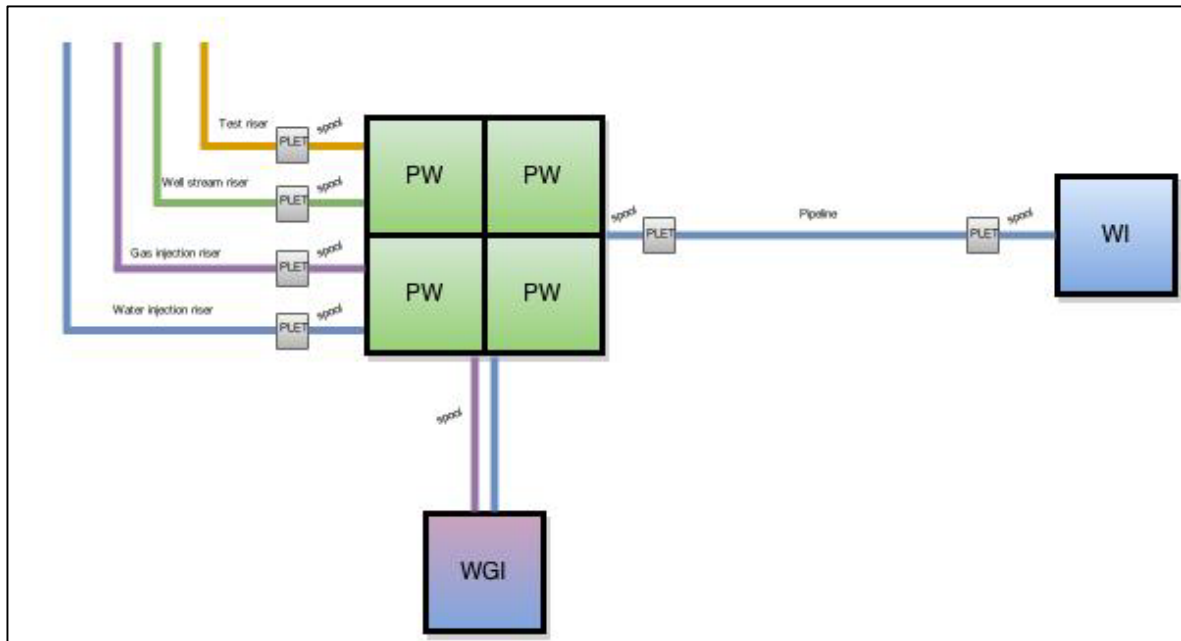 Test riser
PLET
spool
Well stream riser
PLET
spool
Gas injection riser
PLET
spool
Water injection riser
PLET
spool
PW PW
PW PW
spool
PLET
Pipeline
PLET
spool
WI
spool
WGI